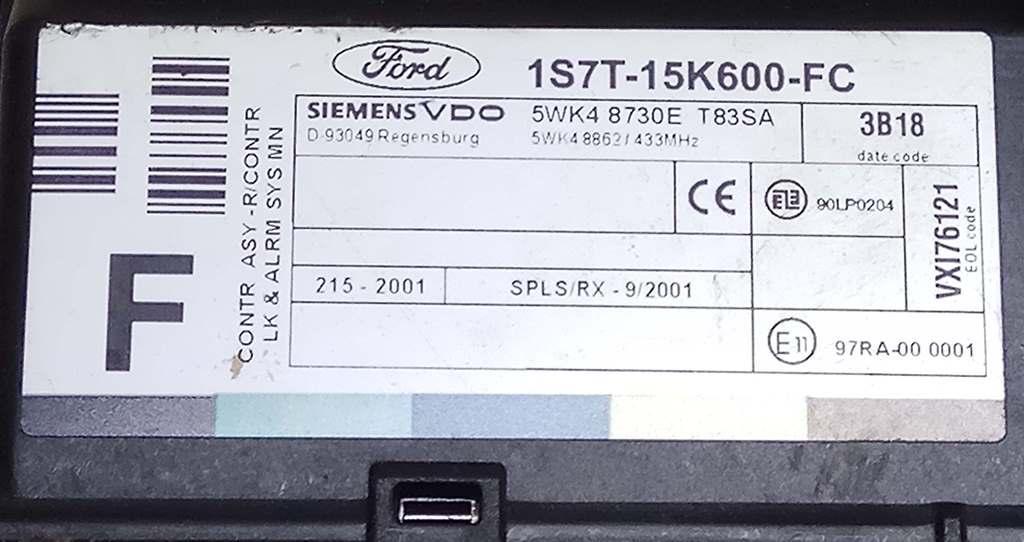 Ford
1S7T-15K600-FC
SIEMENS VDO 5WK4 8730E T83SA
D-93049 Regensburg 5WK4 8862/433MHz
3B18
date code
CE
90LP0204
VXI76121
EOL code
215 - 2001
SPLS/RX - 9/2001
E11 97RA-00 0001
CONTR ASY -R/CONTR
LK & ALRM SYS MN
F